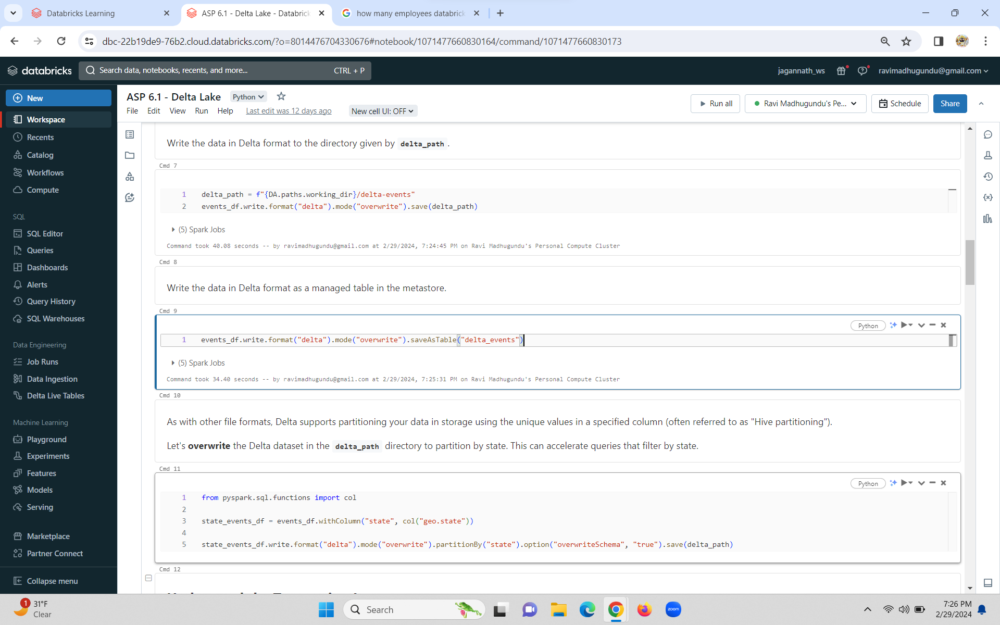 Databricks Learning
ASP 6.1 - Delta Lake - Databrick
how many employees databrick
dbc-22b19de9-76b2.cloud.databricks.com/?o=8014476704330676#notebook/1071477660830164/command/1071477660830173
databricks
Search data, notebooks, recents, and more...
CTRL + P
jagannath_ws
ravimadhugundu@gmail.com
New
Workspace
Recents
Catalog
Workflows
Compute
SQL
SQL Editor
Queries
Dashboards
Alerts
Query History
SQL Warehouses
Data Engineering
Job Runs
Data Ingestion
Delta Live Tables
Machine Learning
Playground
Experiments
Features
Models
Serving
Marketplace
Partner Connect
Collapse menu
ASP 6.1 - Delta Lake
Python
File Edit View Run Help Last edit was 12 days ago
New cell UI: OFF
Run all
Ravi Madhugundu's Pe...
Schedule
Share
Write the data in Delta format to the directory given by delta_path .
Cmd 7
1 delta_path = f"{DA.paths.working_dir}/delta-events"
2 events_df.write.format("delta").mode("overwrite").save(delta_path)
(5) Spark Jobs
Command took 40.08 seconds -- by ravimadhugundu@gmail.com at 2/29/2024, 7:24:45 PM on Ravi Madhugundu's Personal Compute Cluster
Cmd 8
Write the data in Delta format as a managed table in the metastore.
Cmd 9
Python
1 events_df.write.format("delta").mode("overwrite").saveAsTable("delta_events")
(5) Spark Jobs
Command took 34.40 seconds -- by ravimadhugundu@gmail.com at 2/29/2024, 7:25:31 PM on Ravi Madhugundu's Personal Compute Cluster
Cmd 10
As with other file formats, Delta supports partitioning your data in storage using the unique values in a specified column (often referred to as "Hive partitioning").
Let's overwrite the Delta dataset in the delta_path directory to partition by state. This can accelerate queries that filter by state.
Cmd 11
Python
1 from pyspark.sql.functions import col
2
3 state_events_df = events_df.withColumn("state", col("geo.state"))
4
5 state_events_df.write.format("delta").mode("overwrite").partitionBy("state").option("overwriteSchema", "true").save(delta_path)
Cmd 12
1
31°F
Clear
Search
zoom
7:26 PM
2/29/2024